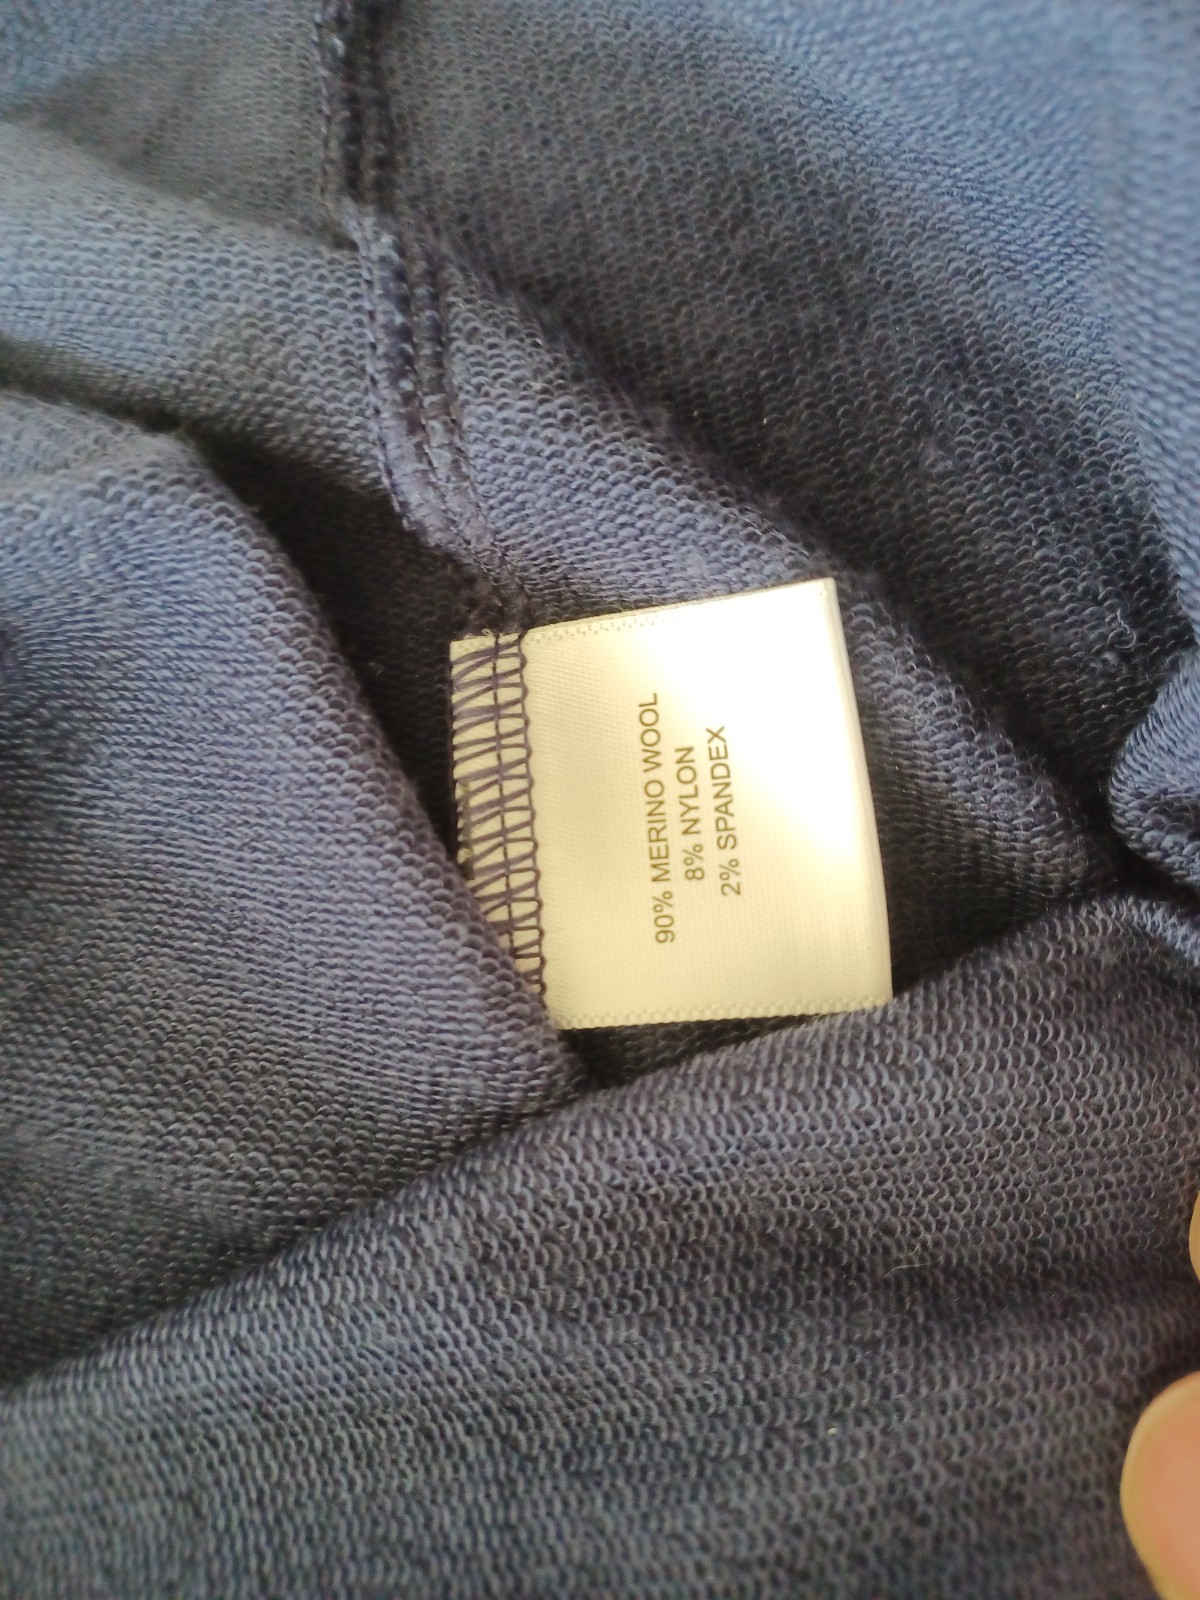 90% MERINO WOOL
8% NYLON
2% SPANDEX